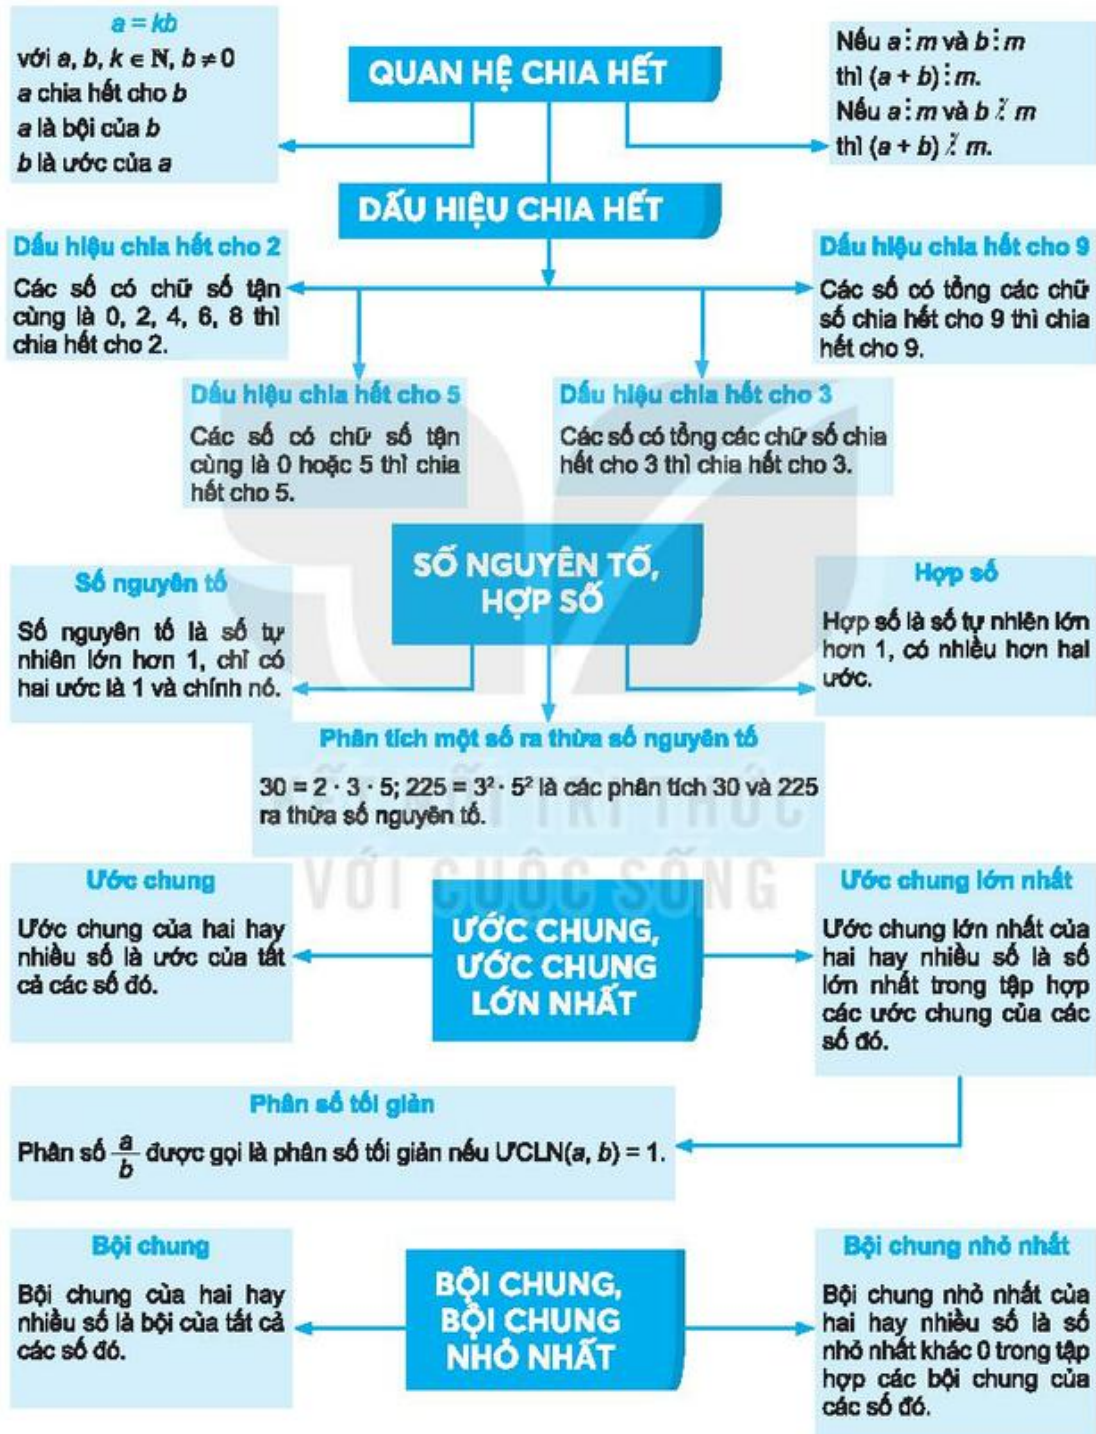 a = kb
với a, b, k ∈ ℕ, b ≠ 0
a chia hết cho b
a là bội của b
b là ước của a
QUAN HỆ CHIA HẾT
Nếu a ⋮ m và b ⋮ m
thì (a + b) ⋮ m.
Nếu a ⋮ m và b ⋮̸ m
thì (a + b) ⋮̸ m.
DẤU HIỆU CHIA HẾT
Dấu hiệu chia hết cho 2
Các số có chữ số tận
cùng là 0, 2, 4, 6, 8 thì
chia hết cho 2.
Dấu hiệu chia hết cho 9
Các số có tổng các chữ
số chia hết cho 9 thì chia
hết cho 9.
Dấu hiệu chia hết cho 5
Các số có chữ số tận
cùng là 0 hoặc 5 thì chia
hết cho 5.
Dấu hiệu chia hết cho 3
Các số có tổng các chữ số chia
hết cho 3 thì chia hết cho 3.
SỐ NGUYÊN TỐ,
HỢP SỐ
Số nguyên tố
Số nguyên tố là số tự
nhiên lớn hơn 1, chỉ có
hai ước là 1 và chính nó.
Hợp số
Hợp số là số tự nhiên lớn
hơn 1, có nhiều hơn hai
ước.
Phân tích một số ra thừa số nguyên tố
30 = 2 · 3 · 5; 225 = 3² · 5² là các phân tích 30 và 225
ra thừa số nguyên tố.
KẾT NỐI TRI THỨC
VỚI CUỘC SỐNG
Ước chung
Ước chung của hai hay
nhiều số là ước của tất
cả các số đó.
ƯỚC CHUNG,
ƯỚC CHUNG
LỚN NHẤT
Ước chung lớn nhất
Ước chung lớn nhất của
hai hay nhiều số là số
lớn nhất trong tập hợp
các ước chung của các
số đó.
Phân số tối giản
Phân số a/b được gọi là phân số tối giản nếu ƯCLN(a, b) = 1.
Bội chung
Bội chung của hai hay
nhiều số là bội của tất cả
các số đó.
BỘI CHUNG,
BỘI CHUNG
NHỎ NHẤT
Bội chung nhỏ nhất
Bội chung nhỏ nhất của
hai hay nhiều số là số
nhỏ nhất khác 0 trong tập
hợp các bội chung của
các số đó.